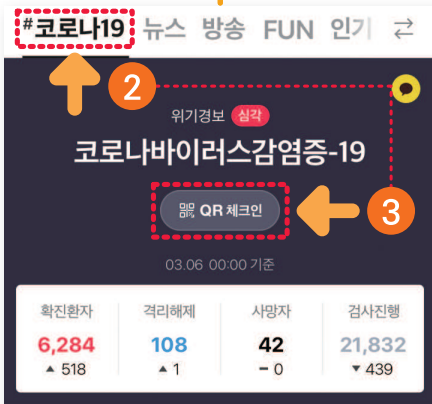 #코로나19 뉴스 방송 FUN 인기
2
위기경보 심각
코로나바이러스감염증-19
QR 체크인
3
03.06 00:00 기준
확진환자 격리해제 사망자 검사진행
6,284 108 42 21,832
▲ 518 ▲ 1 − 0 ▼ 439